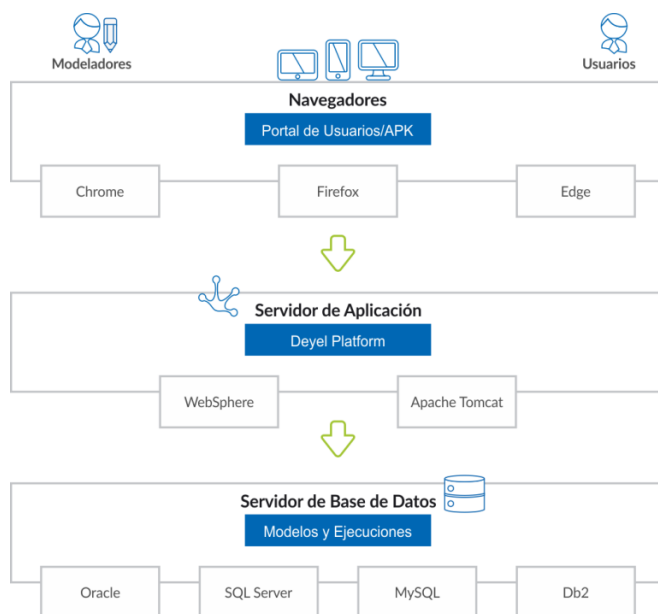 Modeladores
Usuarios
Navegadores
Portal de Usuarios/APK
Chrome
Firefox
Edge
Servidor de Aplicación
Deyel Platform
WebSphere
Apache Tomcat
Servidor de Base de Datos
Modelos y Ejecuciones
Oracle
SQL Server
MySQL
Db2